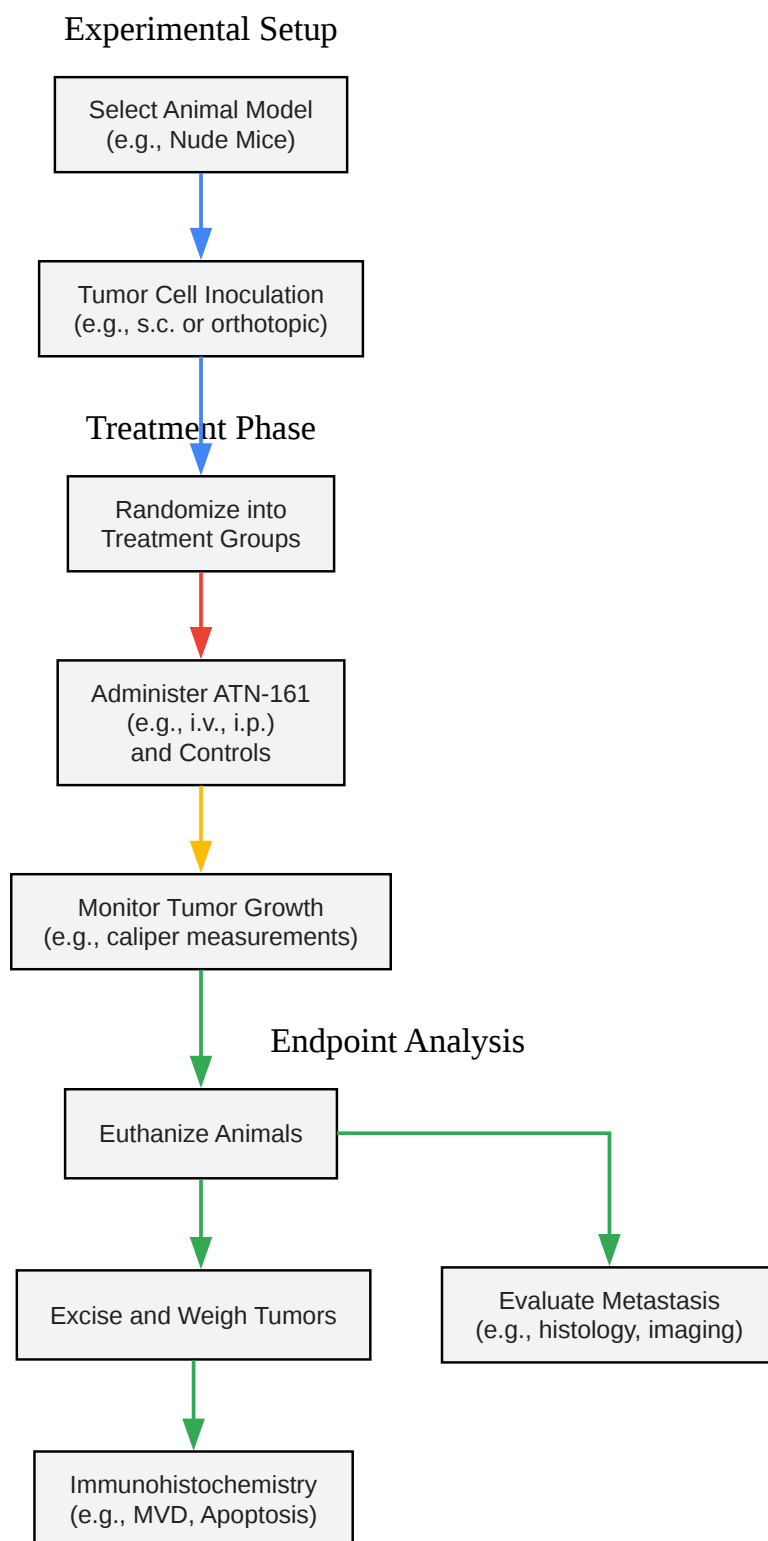 Experimental Setup
Select Animal Model
(e.g., Nude Mice)
Tumor Cell Inoculation
(e.g., s.c. or orthotopic)
Treatment Phase
Randomize into
Treatment Groups
Administer ATN-161
(e.g., i.v., i.p.)
and Controls
Monitor Tumor Growth
(e.g., caliper measurements)
Endpoint Analysis
Euthanize Animals
Excise and Weigh Tumors
Evaluate Metastasis
(e.g., histology, imaging)
Immunohistochemistry
(e.g., MVD, Apoptosis)